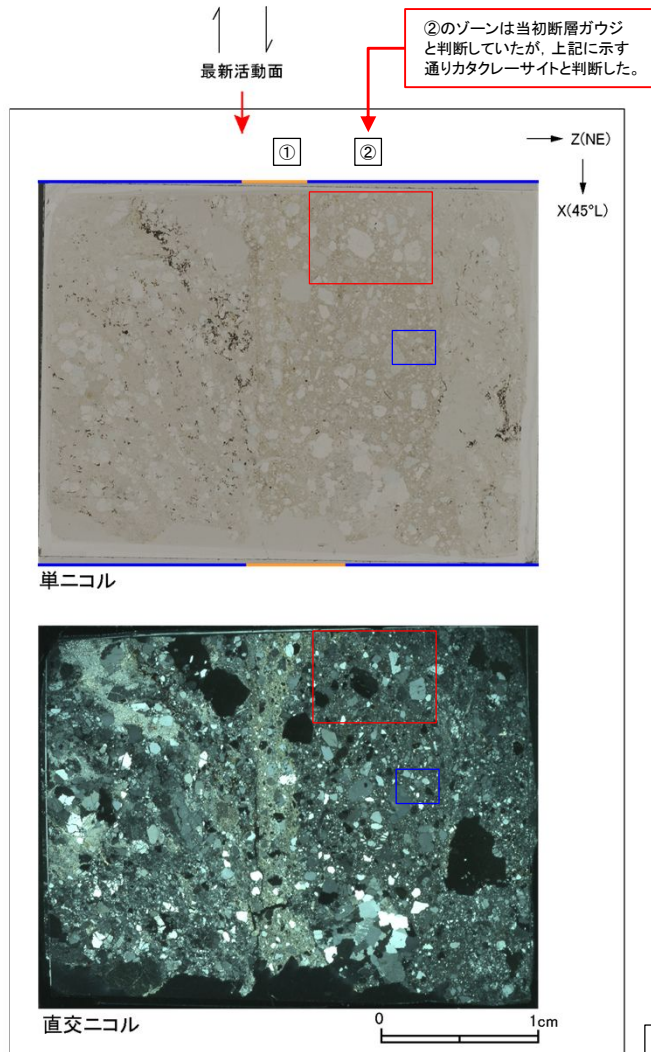 ②のゾーンは当初断層ガウジ
と判断していたが, 上記に示す
通りカタクレーサイトと判断した。
最新活動面
① ②
Z(NE)
X(45°L)
単ニコル
直交ニコル
0 1cm